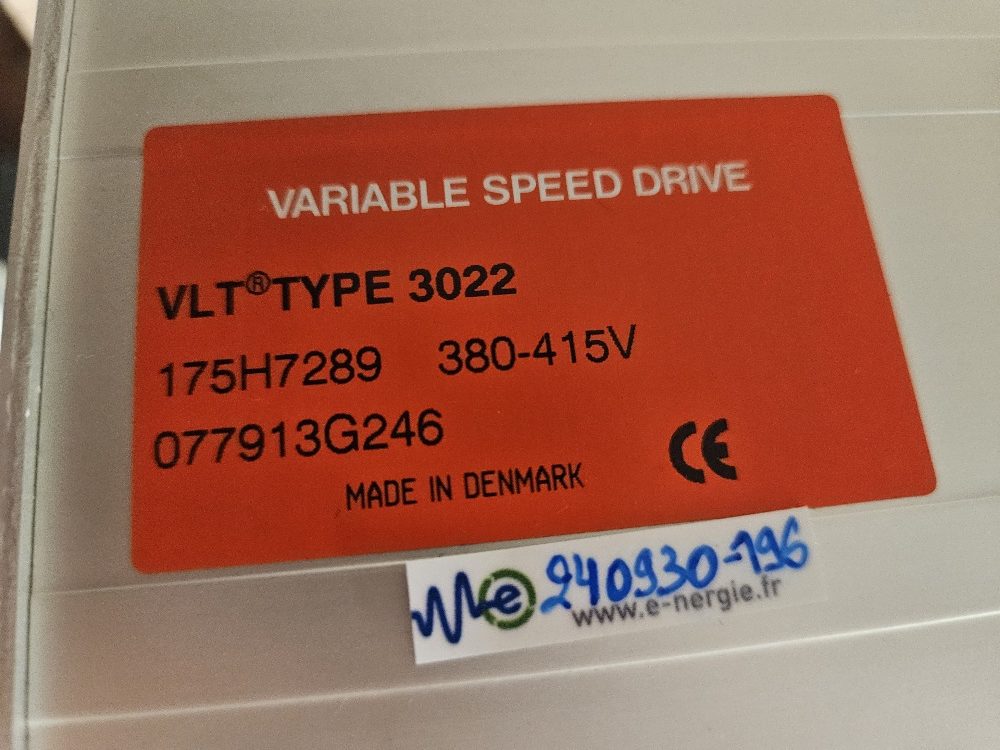 VARIABLE SPEED DRIVE
VLT®TYPE 3022
175H7289 380-415V
077913G246
MADE IN DENMARK
CE
e 240930-196
www.e-nergie.fr